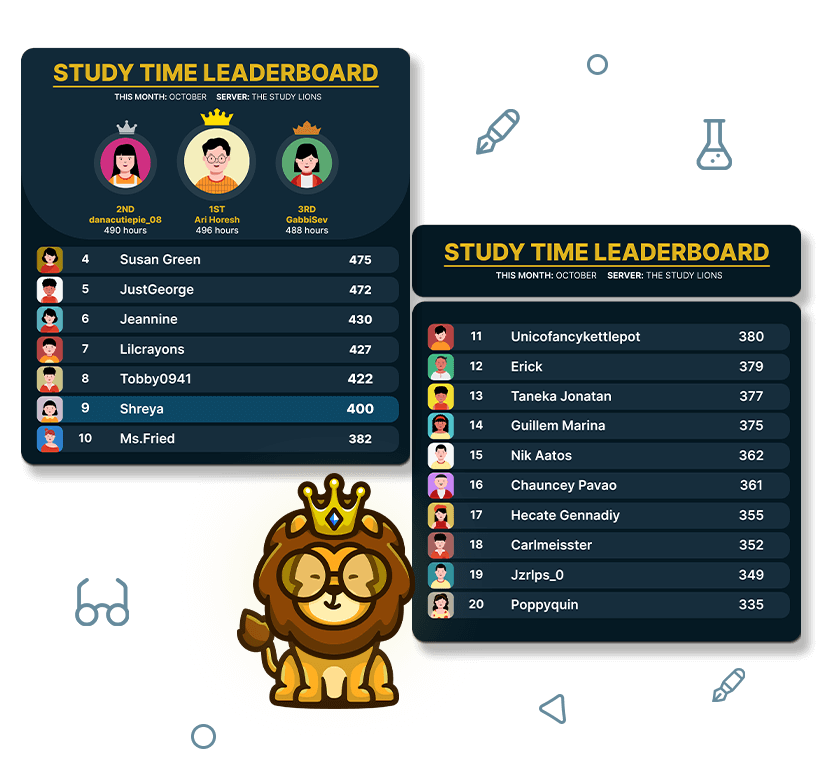 STUDY TIME LEADERBOARD
THIS MONTH: OCTOBER SERVER: THE STUDY LIONS
2ND
danacutiepie_08
490 hours
1ST
Ari Horesh
496 hours
3RD
GabbiSev
488 hours
4 Susan Green 475
5 JustGeorge 472
6 Jeannine 430
7 Lilcrayons 427
8 Tobby0941 422
9 Shreya 400
10 Ms.Fried 382
STUDY TIME LEADERBOARD
THIS MONTH: OCTOBER SERVER: THE STUDY LIONS
11 Unicofancykettlepot 380
12 Erick 379
13 Taneka Jonatan 377
14 Guillem Marina 375
15 Nik Aatos 362
16 Chauncey Pavao 361
17 Hecate Gennadiy 355
18 Carlmeisster 352
19 Jzrlps_0 349
20 Poppyquin 335